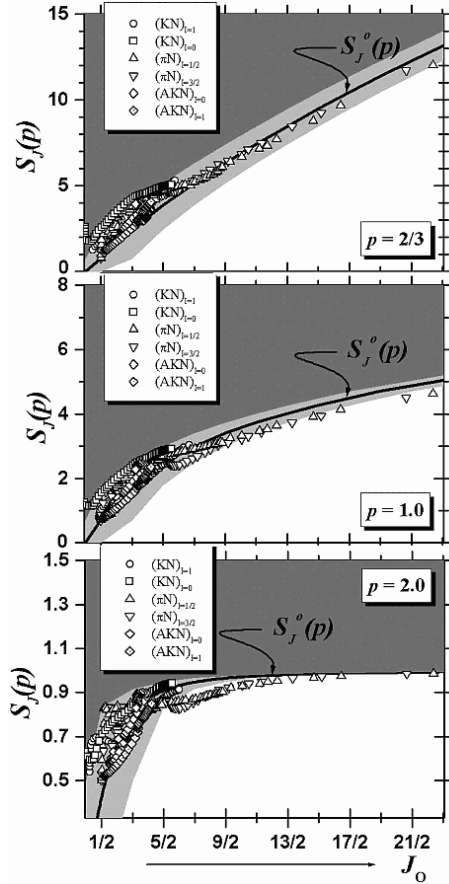 15
(KN)I=1
(KN)I=0
(πN)I=1/2
(πN)I=3/2
(AKN)I=0
(AKN)I=1
SJo(p)
10
SJ(p)
5
p = 2/3
0
8
(KN)I=1
(KN)I=0
(πN)I=1/2
(πN)I=3/2
(AKN)I=0
(AKN)I=1
6
SJo(p)
SJ(p)
4
2
p = 1.0
0
1.5
(KN)I=1
(KN)I=0
(πN)I=1/2
(πN)I=3/2
(AKN)I=0
(AKN)I=1
p = 2.0
1.3
SJo(p)
1.1
SJ(p)
0.9
0.7
0.5
1/2 5/2 9/2 13/2 17/2 21/2
JO